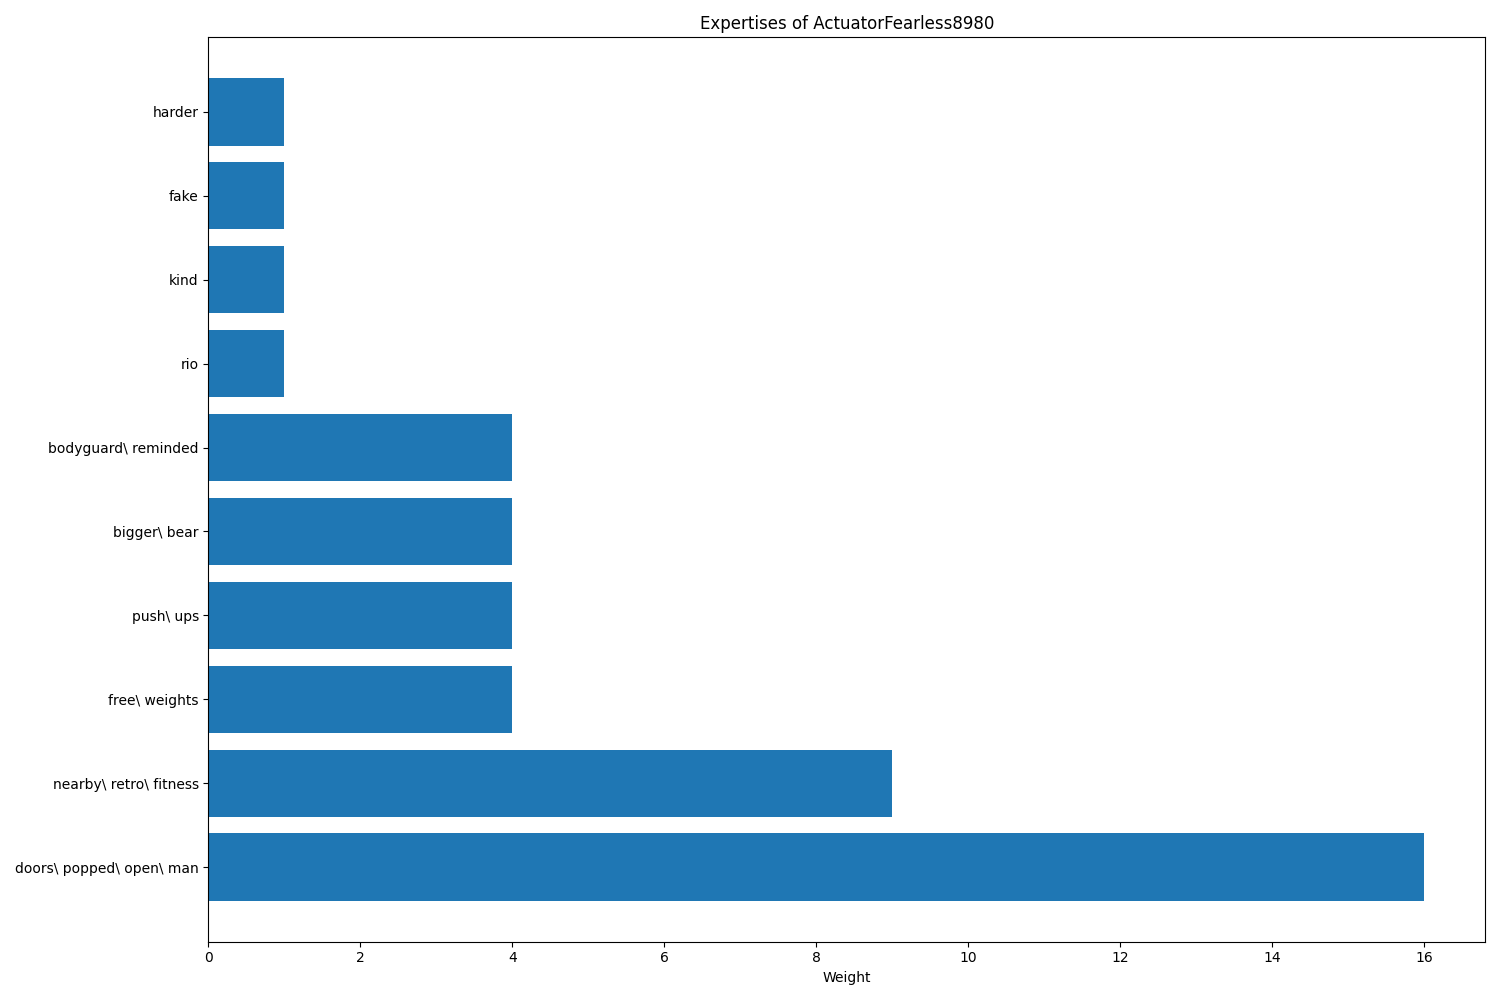 Expertises of ActuatorFearless8980
harder
fake
kind
rio
bodyguard\ reminded
bigger\ bear
push\ ups
free\ weights
nearby\ retro\ fitness
doors\ popped\ open\ man
0 2 4 6 8 10 12 14 16
Weight